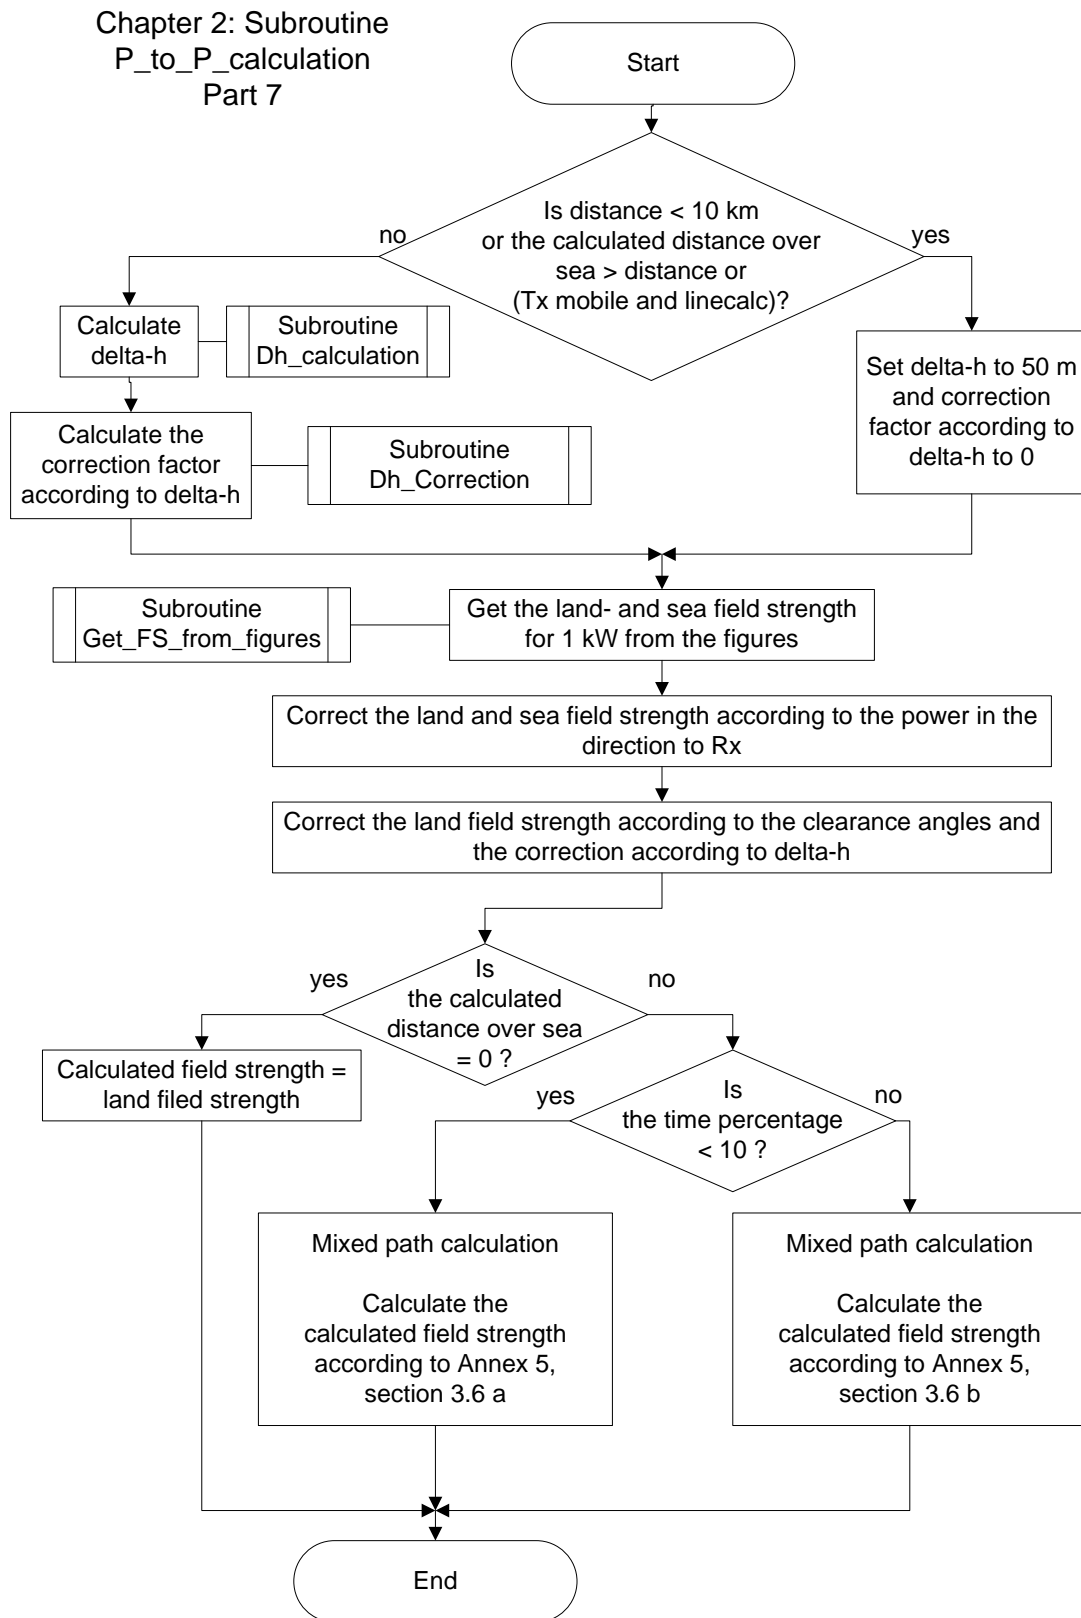 Chapter 2: Subroutine
P_to_P_calculation
Part 7
Start
Is distance < 10 km
or the calculated distance over
sea > distance or
(Tx mobile and linecalc)?
no
yes
Calculate
delta-h
Subroutine
Dh_calculation
Set delta-h to 50 m
and correction
factor according to
delta-h to 0
Calculate the
correction factor
according to delta-h
Subroutine
Dh_Correction
Subroutine
Get_FS_from_figures
Get the land- and sea field strength
for 1 kW from the figures
Correct the land and sea field strength according to the power in the
direction to Rx
Correct the land field strength according to the clearance angles and
the correction according to delta-h
Is
the calculated
distance over sea
= 0 ?
yes
no
Calculated field strength =
land filed strength
Is
the time percentage
< 10 ?
yes
no
Mixed path calculation
Calculate the
calculated field strength
according to Annex 5,
section 3.6 a
Mixed path calculation
Calculate the
calculated field strength
according to Annex 5,
section 3.6 b
End